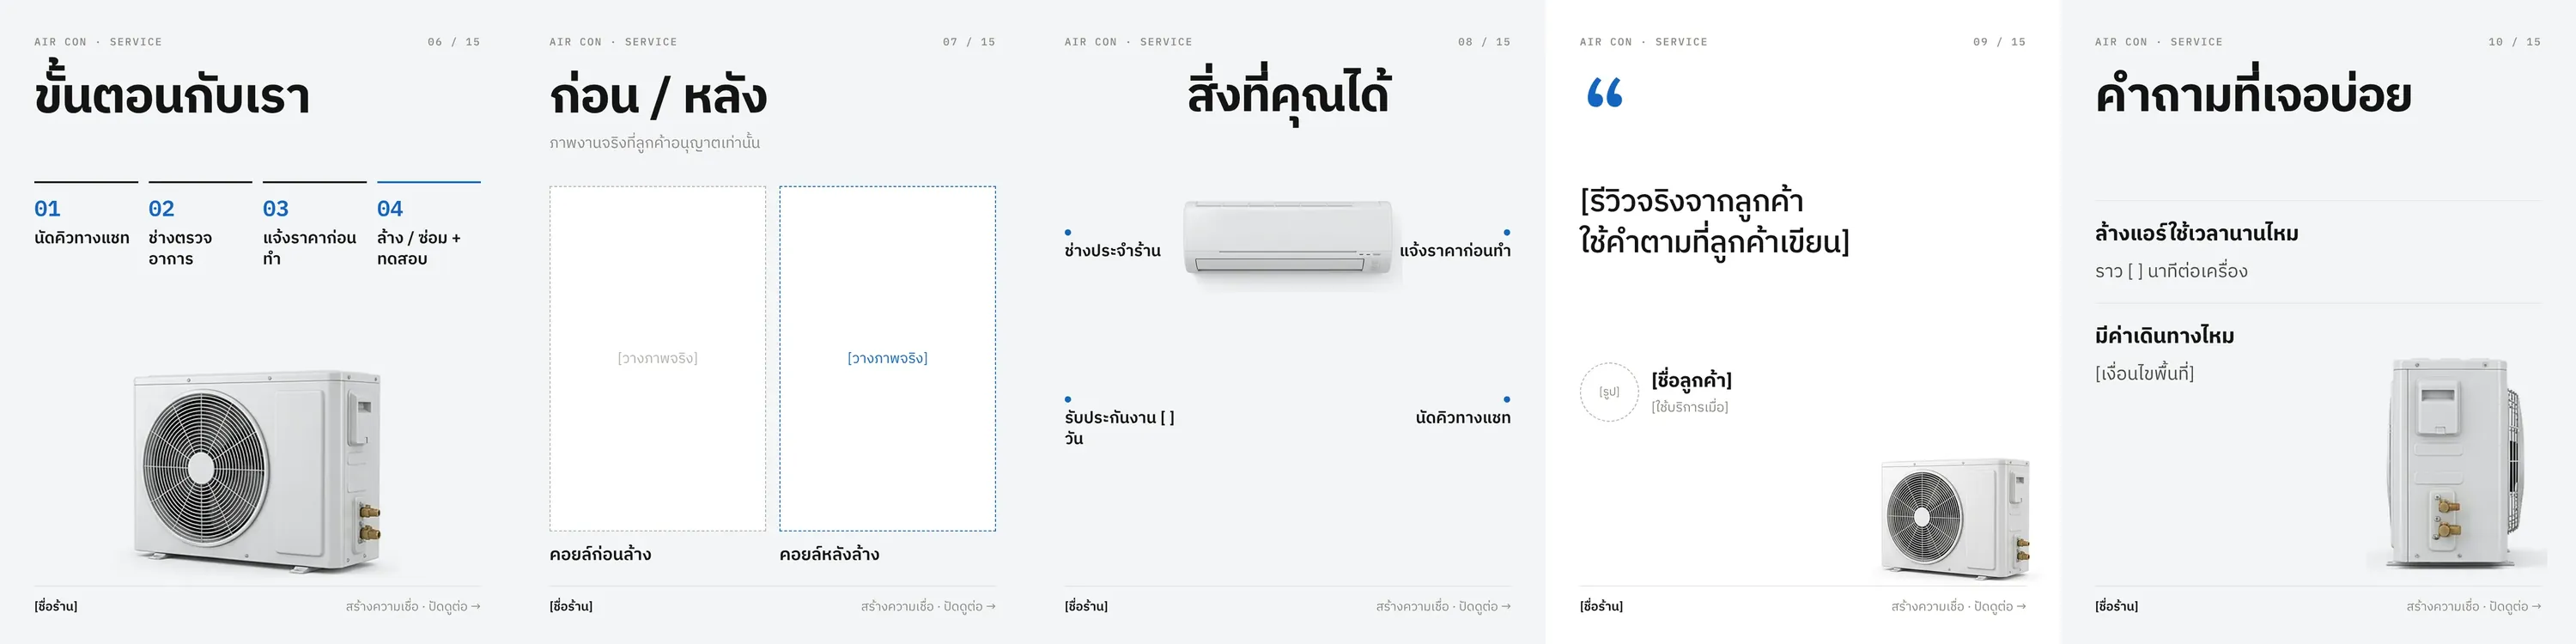 AIR CON · SERVICE
06 / 15
ขั้นตอนกับเรา
01
นัดคิวทางแชท
02
ช่างตรวจ
อาการ
03
แจ้งราคาก่อน
ทำ
04
ล้าง / ซ่อม +
ทดสอบ
[ชื่อร้าน]
สร้างความเชื่อ · ปัดดูต่อ →
AIR CON · SERVICE
07 / 15
ก่อน / หลัง
ภาพงานจริงที่ลูกค้าอนุญาตเท่านั้น
[วางภาพจริง]
[วางภาพจริง]
คอยล์ก่อนล้าง
คอยล์หลังล้าง
[ชื่อร้าน]
สร้างความเชื่อ · ปัดดูต่อ →
AIR CON · SERVICE
08 / 15
สิ่งที่คุณได้
ช่างประจำร้าน
แจ้งราคาก่อนทำ
รับประกันงาน [ ]
วัน
นัดคิวทางแชท
[ชื่อร้าน]
สร้างความเชื่อ · ปัดดูต่อ →
AIR CON · SERVICE
09 / 15
“
[รีวิวจริงจากลูกค้า
ใช้คำตามที่ลูกค้าเขียน]
[รูป]
[ชื่อลูกค้า]
[ใช้บริการเมื่อ]
[ชื่อร้าน]
สร้างความเชื่อ · ปัดดูต่อ →
AIR CON · SERVICE
10 / 15
คำถามที่เจอบ่อย
ล้างแอร์ใช้เวลานานไหม
ราว [ ] นาทีต่อเครื่อง
มีค่าเดินทางไหม
[เงื่อนไขพื้นที่]
[ชื่อร้าน]
สร้างความเชื่อ · ปัดดูต่อ →